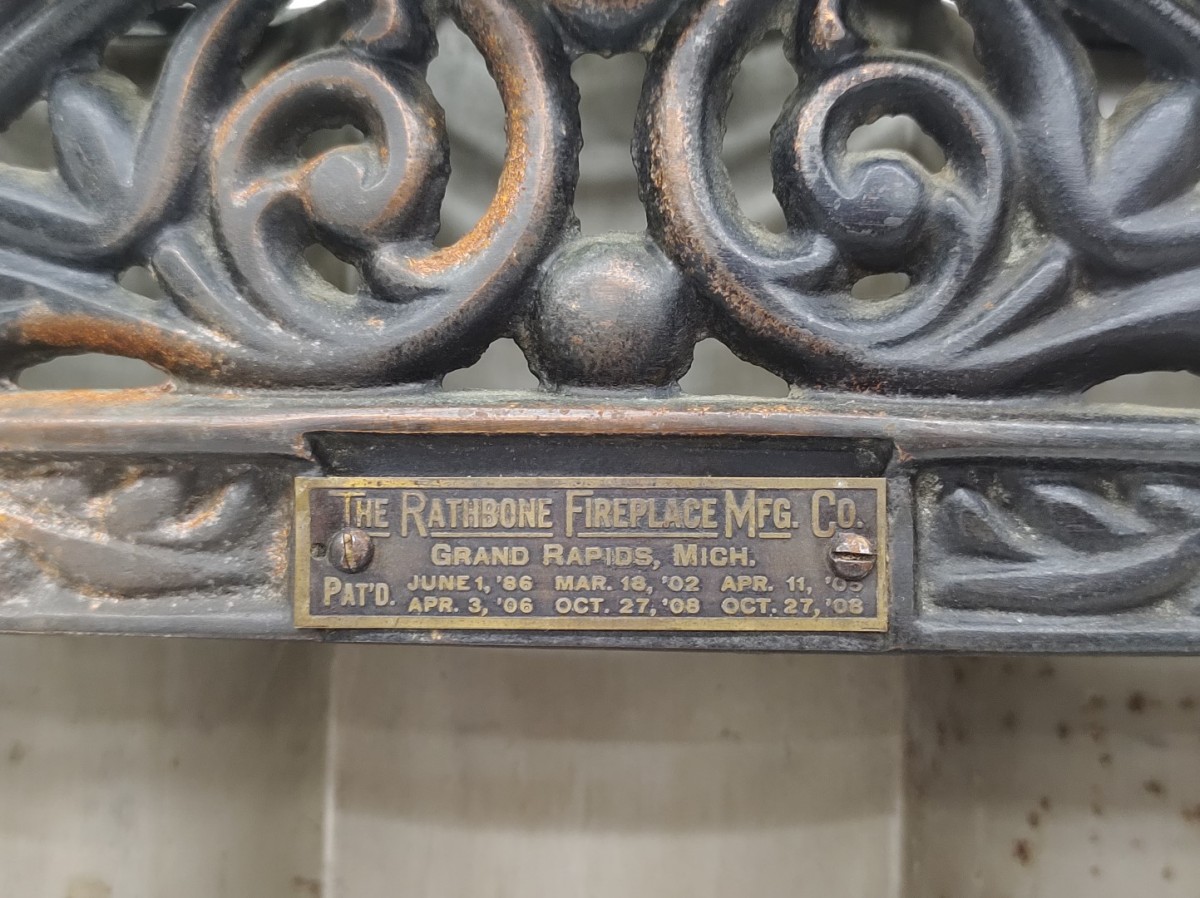 THE RATHBONE FIREPLACE MFG. CO.
GRAND RAPIDS, MICH.
PAT'D. JUNE 1, '86 MAR. 18, '02 APR. 11, '05
APR. 3, '06 OCT. 27, '08 OCT. 27, '08